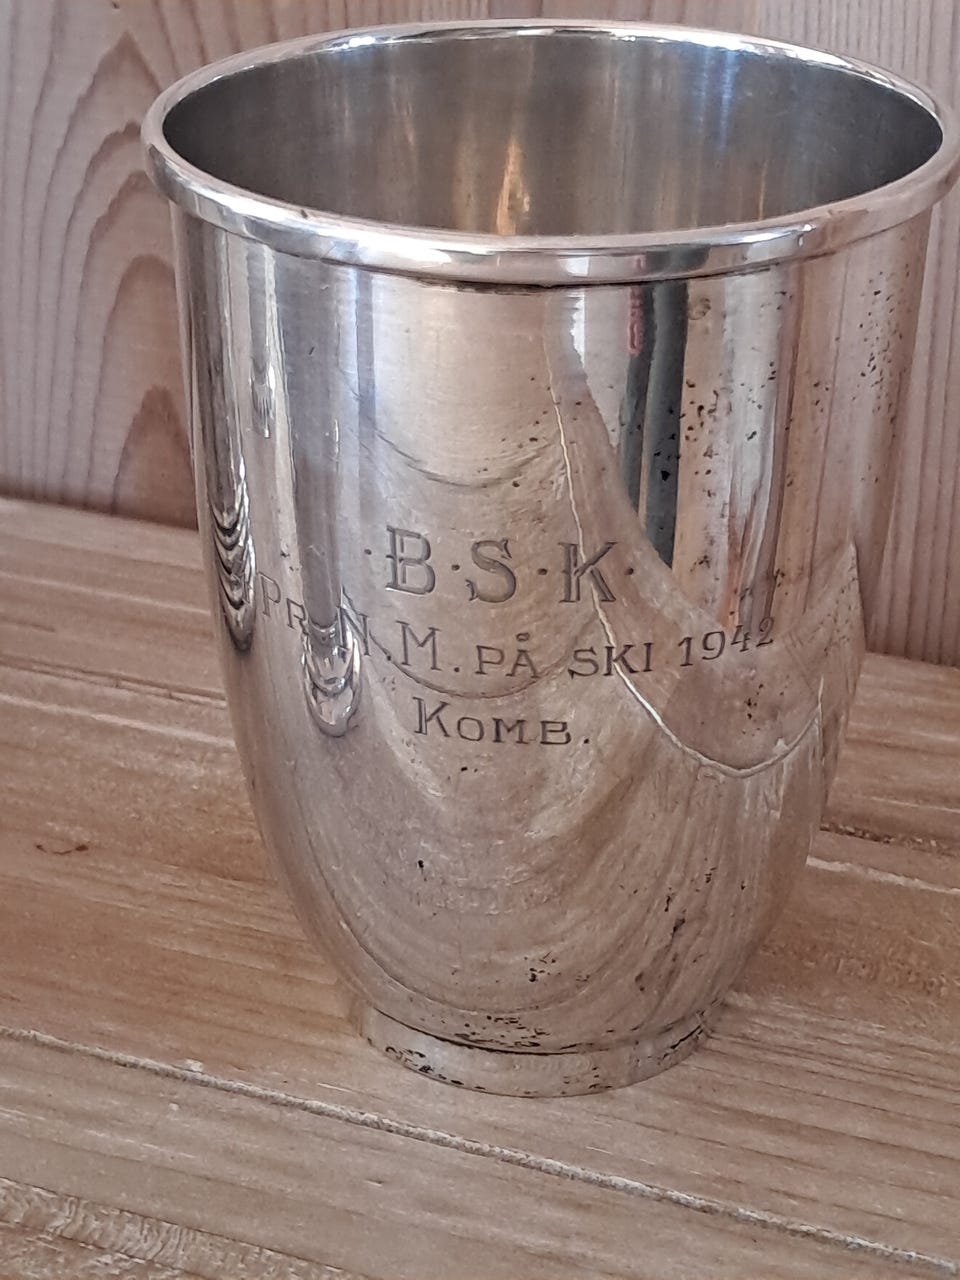 ·B·S·K·
PR. N.M. PÅ SKI 1942
KOMB.